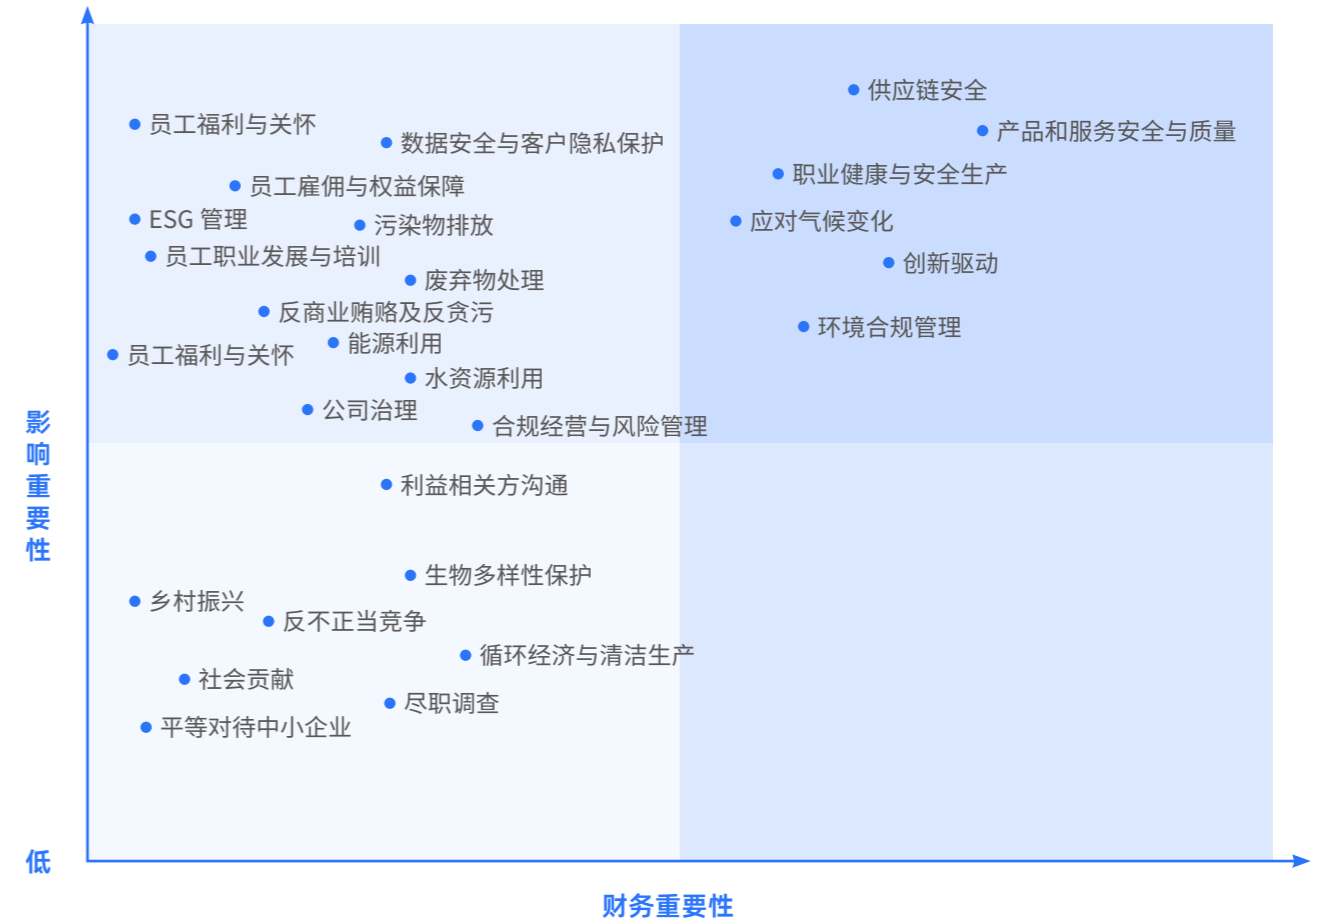 供应链安全
员工福利与关怀
产品和服务安全与质量
数据安全与客户隐私保护
职业健康与安全生产
员工雇佣与权益保障
ESG 管理
应对气候变化
污染物排放
员工职业发展与培训
创新驱动
废弃物处理
反商业贿赂及反贪污
环境合规管理
能源利用
员工福利与关怀
水资源利用
公司治理
合规经营与风险管理
影响重要性
利益相关方沟通
生物多样性保护
乡村振兴
反不正当竞争
循环经济与清洁生产
社会贡献
尽职调查
平等对待中小企业
低
财务重要性